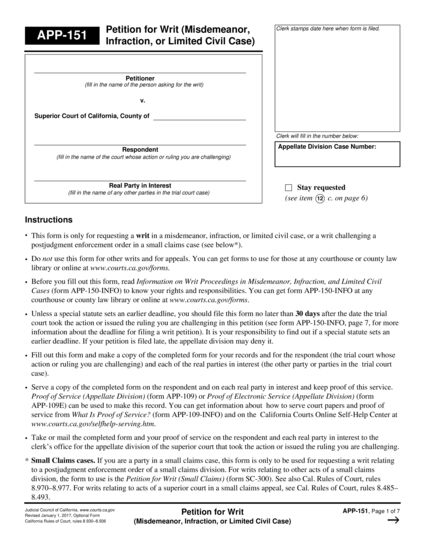 APP-151
Petition for Writ (Misdemeanor,
Infraction, or Limited Civil Case)
Clerk stamps date here when form is filed.
Petitioner
(fill in the name of the person asking for the writ)
v.
Superior Court of California, County of
Respondent
(fill in the name of the court whose action or ruling you are challenging)
Real Party in Interest
(fill in the name of any other parties in the trial court case)
Clerk will fill in the number below:
Appellate Division Case Number:
Stay requested
(see item 12 c. on page 6)
Instructions
• This form is only for requesting a writ in a misdemeanor, infraction, or limited civil case, or a writ challenging a
postjudgment enforcement order in a small claims case (see below*).
• Do not use this form for other writs and for appeals. You can get forms to use for those at any courthouse or county law
library or online at www.courts.ca.gov/forms.
• Before you fill out this form, read Information on Writ Proceedings in Misdemeanor, Infraction, and Limited Civil
Cases (form APP-150-INFO) to know your rights and responsibilities. You can get form APP-150-INFO at any
courthouse or county law library or online at www.courts.ca.gov/forms.
• Unless a special statute sets an earlier deadline, you should file this form no later than 30 days after the date the trial
court took the action or issued the ruling you are challenging in this petition (see form APP-150-INFO, page 7, for more
information about the deadline for filing a writ petition). It is your responsibility to find out if a special statute sets an
earlier deadline. If your petition is filed late, the appellate division may deny it.
• Fill out this form and make a copy of the completed form for your records and for the respondent (the trial court whose
action or ruling you are challenging) and each of the real parties in interest (the other party or parties in the trial court
case).
• Serve a copy of the completed form on the respondent and on each real party in interest and keep proof of this service.
Proof of Service (Appellate Division) (form APP-109) or Proof of Electronic Service (Appellate Division) (form
APP-109E) can be used to make this record. You can get information about how to serve court papers and proof of
service from What Is Proof of Service? (form APP-109-INFO) and on the California Courts Online Self-Help Center at
www.courts.ca.gov/selfhelp-serving.htm.
• Take or mail the completed form and your proof of service on the respondent and each real party in interest to the
clerk's office for the appellate division of the superior court that took the action or issued the ruling you are challenging.
* Small Claims cases. If you are a party in a small claims case, this form is only to be used for requesting a writ relating
to a postjudgment enforcement order of a small claims division. For writs relating to other acts of a small claims
division, the form to use is the Petition for Writ (Small Claims) (form SC-300). See also Cal. Rules of Court, rules
8.970–8.977. For writs relating to acts of a superior court in a small claims appeal, see Cal. Rules of Court, rules 8.485–
8.493.
Judicial Council of California, www.courts.ca.gov
Revised January 1, 2017, Optional Form
California Rules of Court, rules 8.930–8.936
Petition for Writ
(Misdemeanor, Infraction, or Limited Civil Case)
APP-151, Page 1 of 7